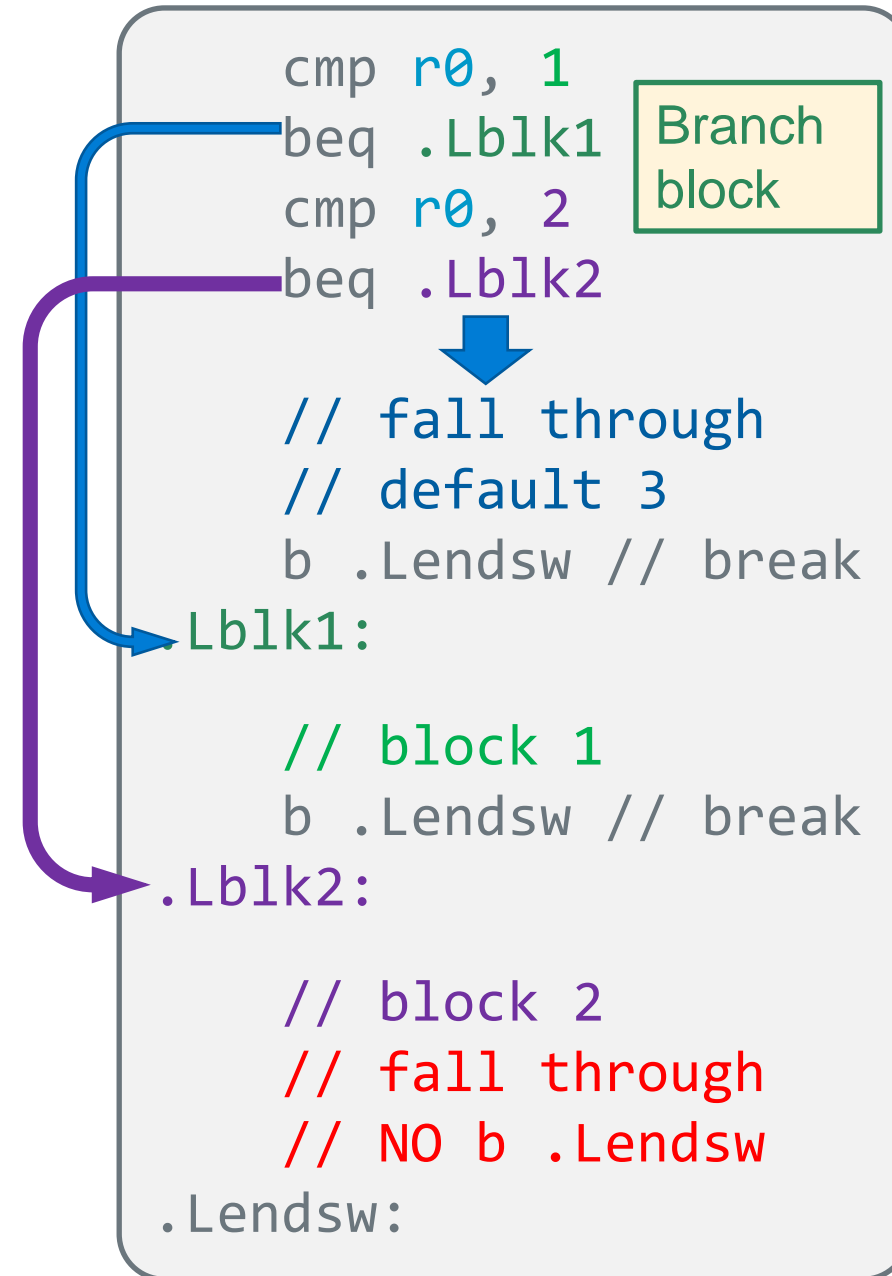 cmp r0, 1
beq .Lblk1
Branch
block
cmp r0, 2
beq .Lblk2
// fall through
// default 3
b .Lendsw // break
.Lblk1:
// block 1
b .Lendsw // break
.Lblk2:
// block 2
// fall through
// NO b .Lendsw
.Lendsw: